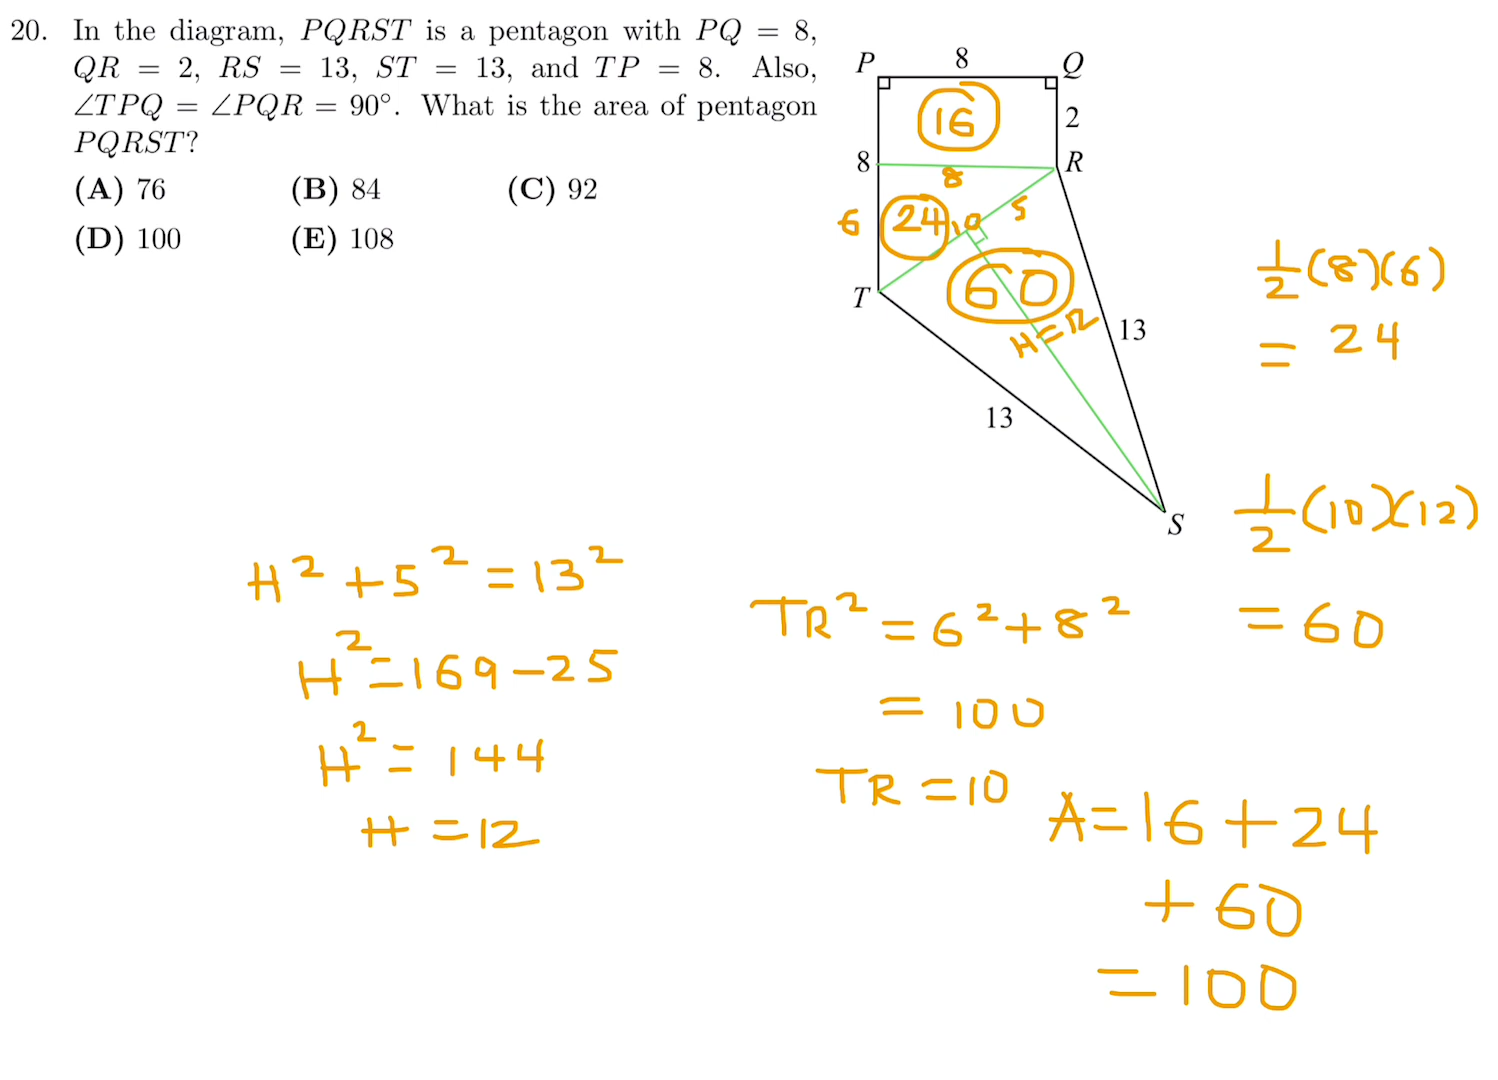 20. In the diagram, PQRST is a pentagon with PQ = 8,
QR = 2, RS = 13, ST = 13, and TP = 8. Also,
∠TPQ = ∠PQR = 90°. What is the area of pentagon
PQRST?
(A) 76 (B) 84 (C) 92
(D) 100 (E) 108
P 8 Q
16 2
8 R
8
6 24 10 5
60
T
H=12 13
13
S
1/2 (8)(6)
= 24
1/2 (10)(12)
= 60
H² + 5² = 13²
H² = 169 - 25
H² = 144
H = 12
TR² = 6² + 8²
= 100
TR = 10
A = 16 + 24
+ 60
= 100